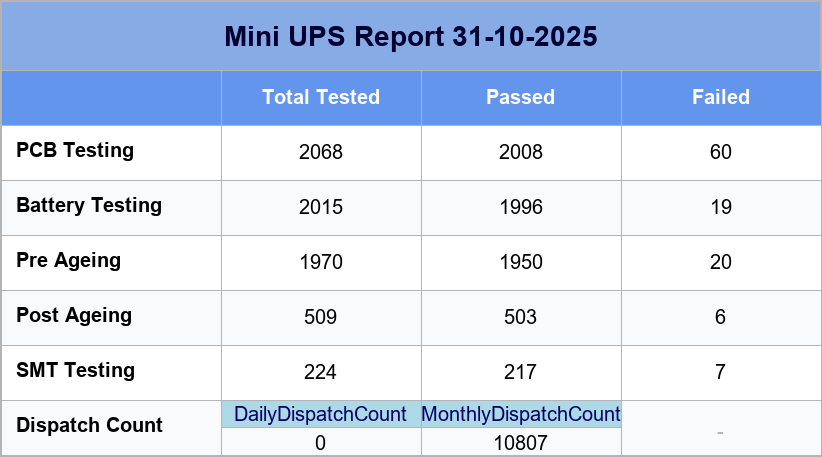 Mini UPS Report 31-10-2025
Total Tested Passed Failed
PCB Testing 2068 2008 60
Battery Testing 2015 1996 19
Pre Ageing 1970 1950 20
Post Ageing 509 503 6
SMT Testing 224 217 7
Dispatch Count DailyDispatchCount MonthlyDispatchCount -
0 10807